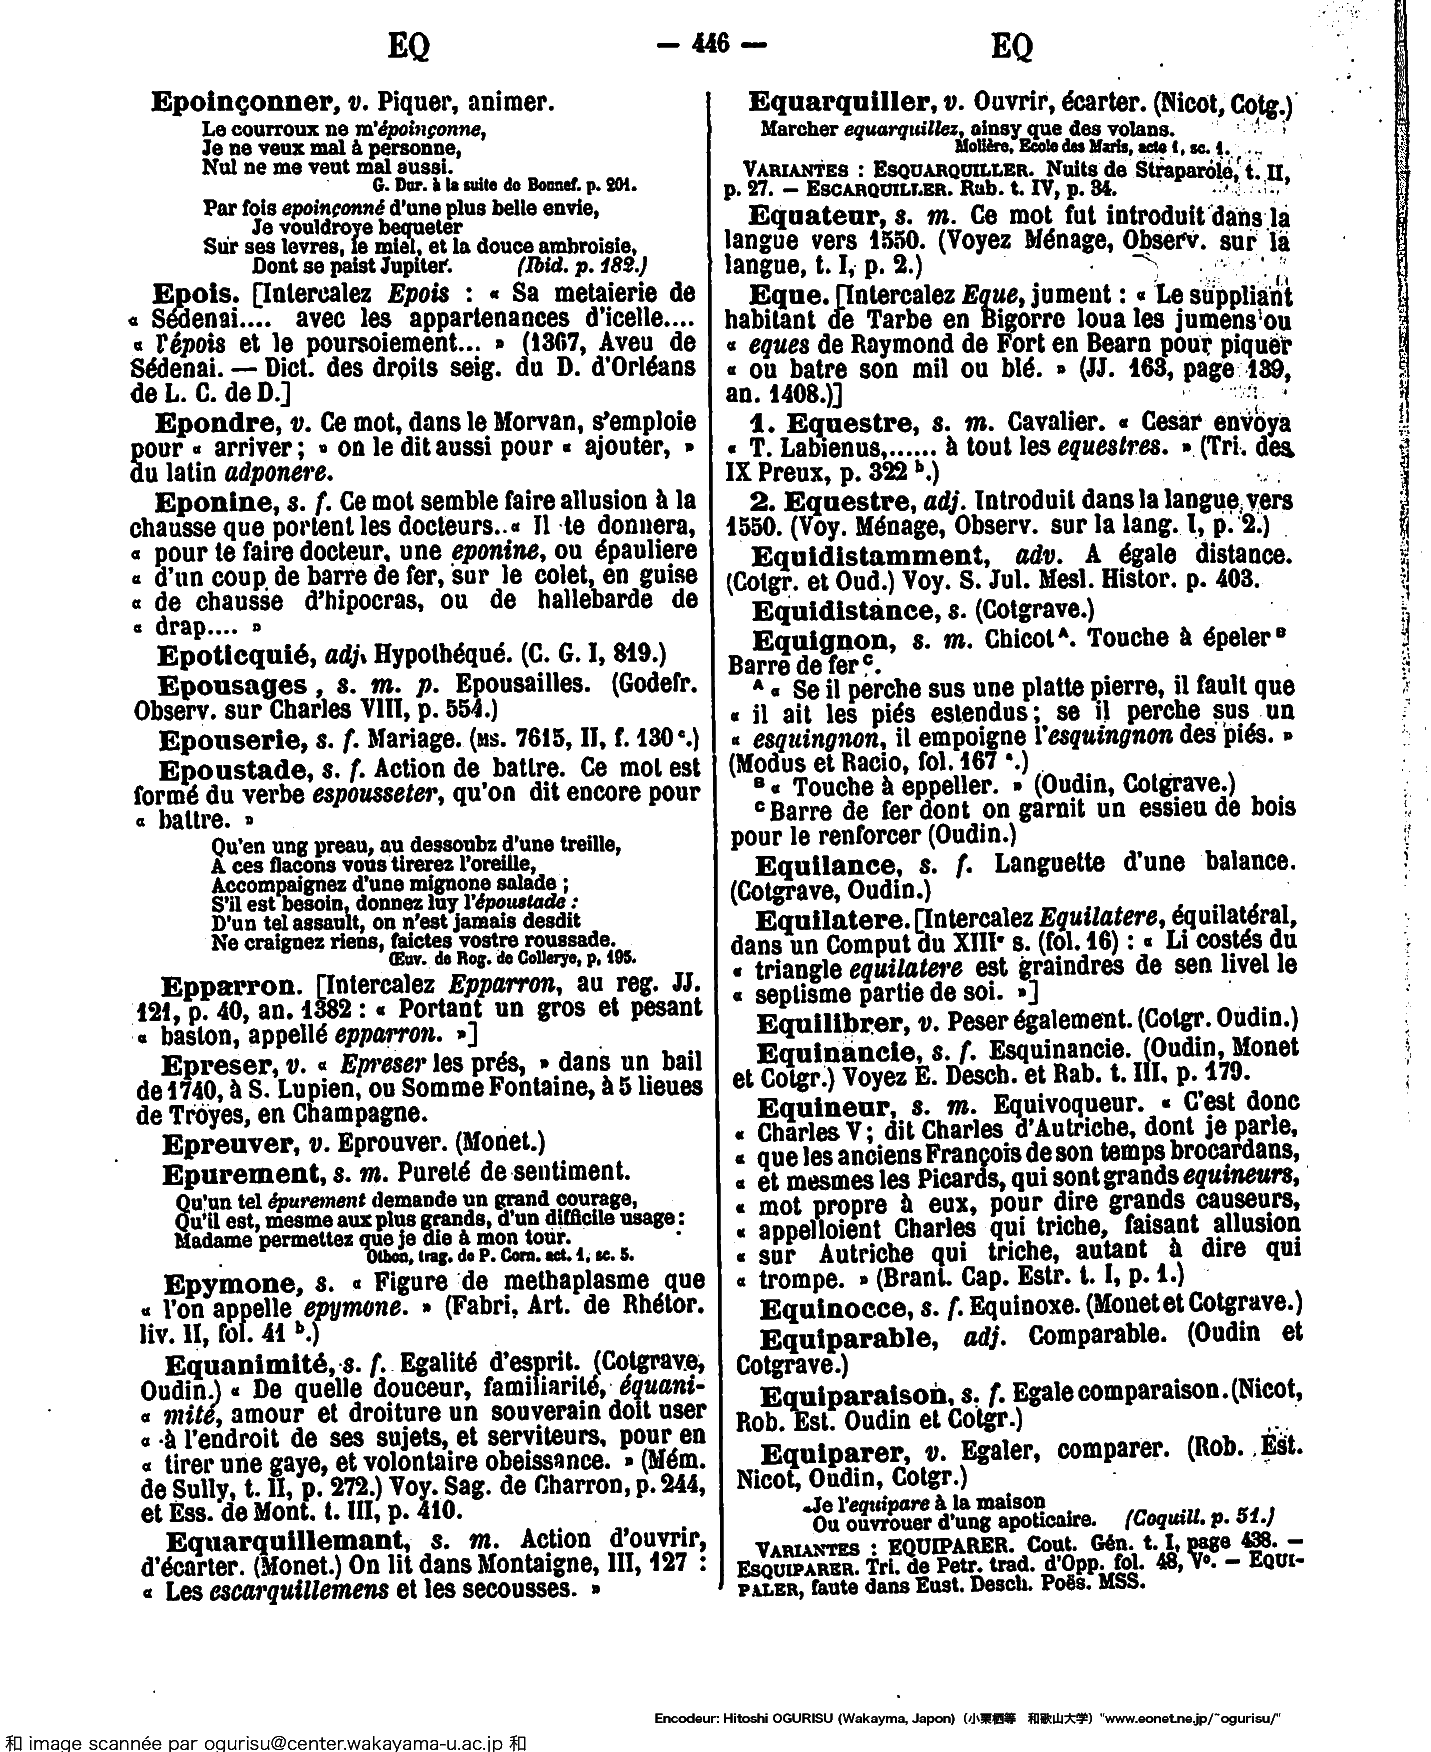 EQ
— 446 —
EQ
Epoinçonner, v. Piquer, animer.
Le courroux ne m'époinçonne,
Je ne veux mal à personne,
Nul ne me veut mal aussi.
G. Dur. à la suite de Bonnef. p. 201.
Par fois epoinçonné d'une plus belle envie,
Je vouldroye bequeter
Sur ses levres, le miel, et la douce ambroisie,
Dont se paist Jupiter. (Ibid. p. 182.)
Epois. [Intercalez Epois : « Sa metaierie de
« Sédenai.... avec les appartenances d'icelle....
« l'épois et le poursoiement... » (1367, Aveu de
Sédenai. — Dict. des droits seig. du D. d'Orléans
de L. C. de D.]
Epondre, v. Ce mot, dans le Morvan, s'emploie
pour « arriver ; » on le dit aussi pour « ajouter, »
du latin adponere.
Eponine, s. f. Ce mot semble faire allusion à la
chausse que portent les docteurs.. « Il te donnera,
« pour te faire docteur, une eponine, ou épauliere
« d'un coup de barre de fer, sur le colet, en guise
« de chausse d'hipocras, ou de hallebarde de
« drap.... »
Epoticquié, adj. Hypothéqué. (C. G. I, 819.)
Epousages, s. m. p. Epousailles. (Godefr.
Observ. sur Charles VIII, p. 554.)
Epouserie, s. f. Mariage. (MS. 7615, II, f. 130 c.)
Epoustade, s. f. Action de battre. Ce mot est
formé du verbe espousseter, qu'on dit encore pour
« battre. »
Qu'en ung preau, au dessoubz d'une treille,
A ces flacons vous tirerez l'oreille,
Accompaignez d'une mignone salade ;
S'il est besoin, donnez luy l'époustade :
D'un tel assault, on n'est jamais desdit
Ne craignez riens, faictes vostre roussade.
Œuv. de Rog. de Collerye, p. 195.
Epparron. [Intercalez Epparron, au reg. JJ.
121, p. 40, an. 1382 : « Portant un gros et pesant
« baston, appellé epparron. »]
Epreser, v. « Epreser les prés, » dans un bail
de 1740, à S. Lupien, ou Somme Fontaine, à 5 lieues
de Troyes, en Champagne.
Epreuver, v. Eprouver. (Monet.)
Epurement, s. m. Pureté de sentiment.
Qu'un tel épurement demande un grand courage,
Qu'il est, mesme aux plus grands, d'un difficile usage :
Madame permettez que je die à mon tour.
Othon, trag. de P. Corn. act. 1, sc. 5.
Epymone, s. « Figure de methaplasme que
« l'on appelle epymone. » (Fabri, Art. de Rhétor.
liv. II, fol. 41 b.)
Equanimité, s. f. Egalité d'esprit. (Cotgrave,
Oudin.) « De quelle douceur, familiarité, équani-
« mité, amour et droiture un souverain doit user
« à l'endroit de ses sujets, et serviteurs, pour en
« tirer une gaye, et volontaire obeissance. » (Mém.
de Sully, t. II, p. 272.) Voy. Sag. de Charron, p. 244,
et Ess. de Mont. t. III, p. 410.
Equarquillemant, s. m. Action d'ouvrir,
d'écarter. (Monet.) On lit dans Montaigne, III, 127 :
« Les escarquillemens et les secousses. »
Equarquiller, v. Ouvrir, écarter. (Nicot, Cotg.)
Marcher equarquillez, ainsy que des volans.
Molière, Ecole des Maris, acte 1, sc. 1.
VARIANTES : ESQUARQUILLER. Nuits de Straparole, t. II,
p. 27. — ESCARQUILLER. Rab. t. IV, p. 34.
Equateur, s. m. Ce mot fut introduit dans la
langue vers 1550. (Voyez Ménage, Observ. sur la
langue, t. I, p. 2.)
Eque. [Intercalez Eque, jument : « Le suppliant
habitant de Tarbe en Bigorre loua les jumens ou
« eques de Raymond de Fort en Bearn pour piquer
« ou batre son mil ou blé. » (JJ. 163, page 139,
an. 1408.)]
1. Equestre, s. m. Cavalier. « Cesar envoya
« T. Labienus,...... à tout les equestres. » (Tri. des
IX Preux, p. 322 b.)
2. Equestre, adj. Introduit dans la langue vers
1550. (Voy. Ménage, Observ. sur la lang. I, p. 2.)
Equidistamment, adv. A égale distance.
(Cotgr. et Oud.) Voy. S. Jul. Mesl. Histor. p. 403.
Equidistance, s. (Cotgrave.)
Equignon, s. m. Chicot A. Touche à épeler B
Barre de fer C.
A « Se il perche sus une platte pierre, il fault que
« il ait les piés estendus ; se il perche sus un
« esquingnon, il empoigne l'esquingnon des piés. »
(Modus et Racio, fol. 167 a.)
B « Touche à eppeller. » (Oudin, Cotgrave.)
C Barre de fer dont on garnit un essieu de bois
pour le renforcer (Oudin.)
Equilance, s. f. Languette d'une balance.
(Cotgrave, Oudin.)
Equilatere. [Intercalez Equilatere, équilatéral,
dans un Comput du XIIIe s. (fol. 16) : « Li costés du
« triangle equilatere est graindres de sen livel le
« septisme partie de soi. »]
Equilibrer, v. Peser également. (Cotgr. Oudin.)
Equinancie, s. f. Esquinancie. (Oudin, Monet
et Cotgr.) Voyez E. Desch. et Rab. t. III, p. 179.
Equineur, s. m. Equivoqueur. « C'est donc
« Charles V ; dit Charles d'Autriche, dont je parle,
« que les anciens François de son temps brocardans,
« et mesmes les Picards, qui sont grands equineurs,
« mot propre à eux, pour dire grands causeurs,
« appelloient Charles qui triche, faisant allusion
« sur Autriche qui triche, autant à dire qui
« trompe. » (Brant. Cap. Estr. t. I, p. 1.)
Equinocce, s. f. Equinoxe. (Monet et Cotgrave.)
Equiparable, adj. Comparable. (Oudin et
Cotgrave.)
Equiparaison, s. f. Egale comparaison. (Nicot,
Rob. Est. Oudin et Cotgr.)
Equiparer, v. Egaler, comparer. (Rob. Est.
Nicot, Oudin, Cotgr.)
Je l'equipare à la maison
Ou ouvrouer d'ung apoticaire. (Coquill. p. 51.)
VARIANTES : EQUIPARER. Cout. Gén. t. I, page 438. —
ESQUIPARER. Tri. de Petr. trad. d'Opp. fol. 48, Vo. — EQUI-
PALER, faute dans Eust. Desch. Poës. MSS.
Encodeur: Hitoshi OGURISU (Wakayma, Japon) (小栗栖等 和歌山大学) "www.eonet.ne.jp/~ogurisu/"
和 image scannée par ogurisu@center.wakayama-u.ac.jp 和